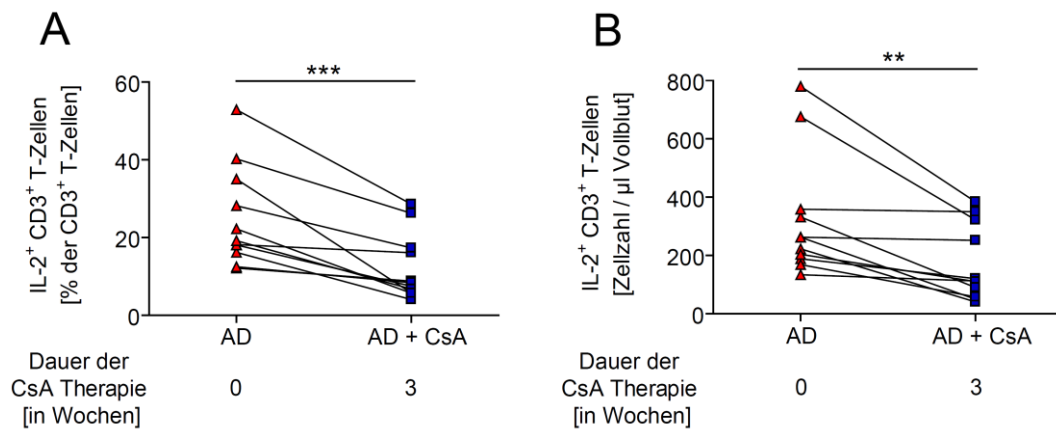 A
***
IL-2⁺ CD3⁺ T-Zellen
[% der CD3⁺ T-Zellen]
60
40
20
0
AD
AD + CsA
Dauer der
CsA Therapie
[in Wochen]
0
3
B
**
IL-2⁺ CD3⁺ T-Zellen
[Zellzahl / µl Vollblut]
800
600
400
200
0
AD
AD + CsA
Dauer der
CsA Therapie
[in Wochen]
0
3